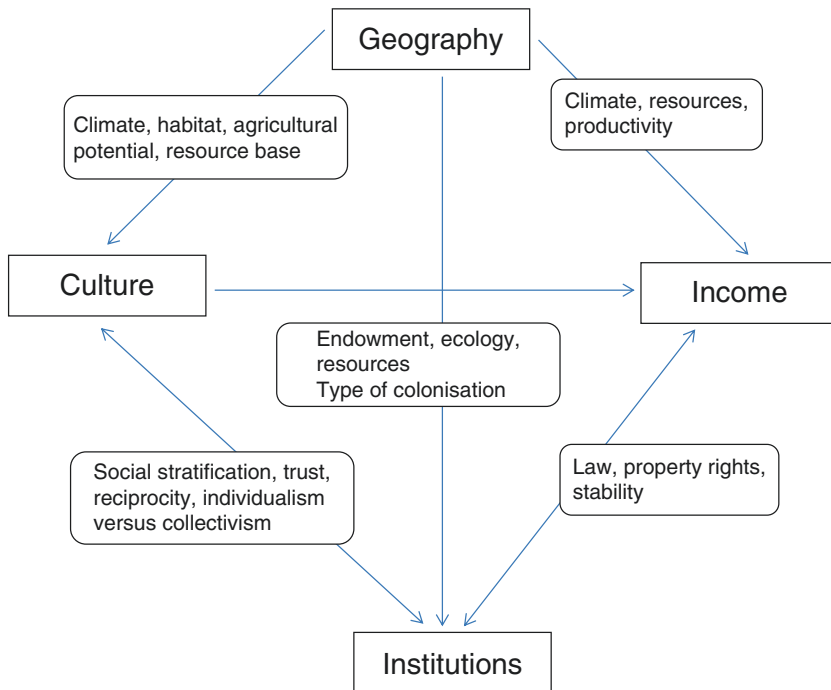 Geography
Climate, habitat, agricultural
potential, resource base
Climate, resources,
productivity
Culture
Income
Endowment, ecology,
resources
Type of colonisation
Social stratification, trust,
reciprocity, individualism
versus collectivism
Law, property rights,
stability
Institutions